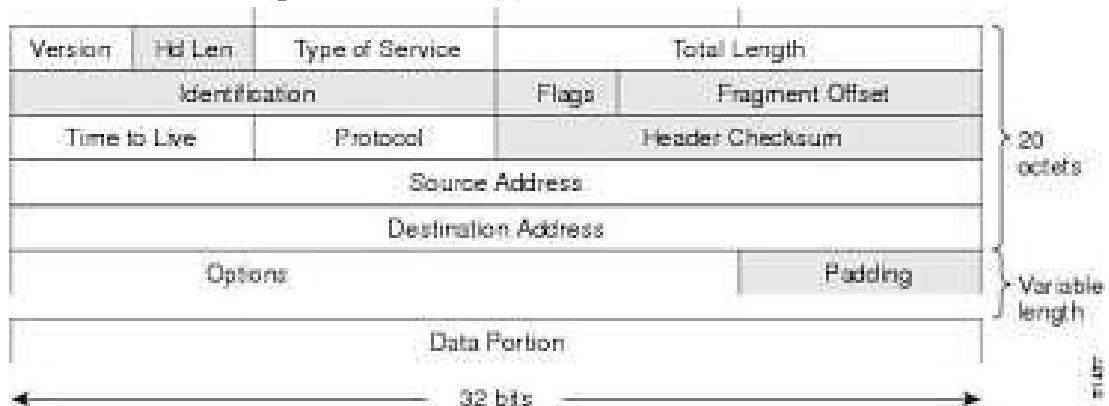 Version Hd Len Type of Service Total Length
Identification Flags Fragment Offset
Time to Live Protocol Header Checksum
20
octets
Source Address
Destination Address
Options Padding
Variable
length
Data Portion
32 bits